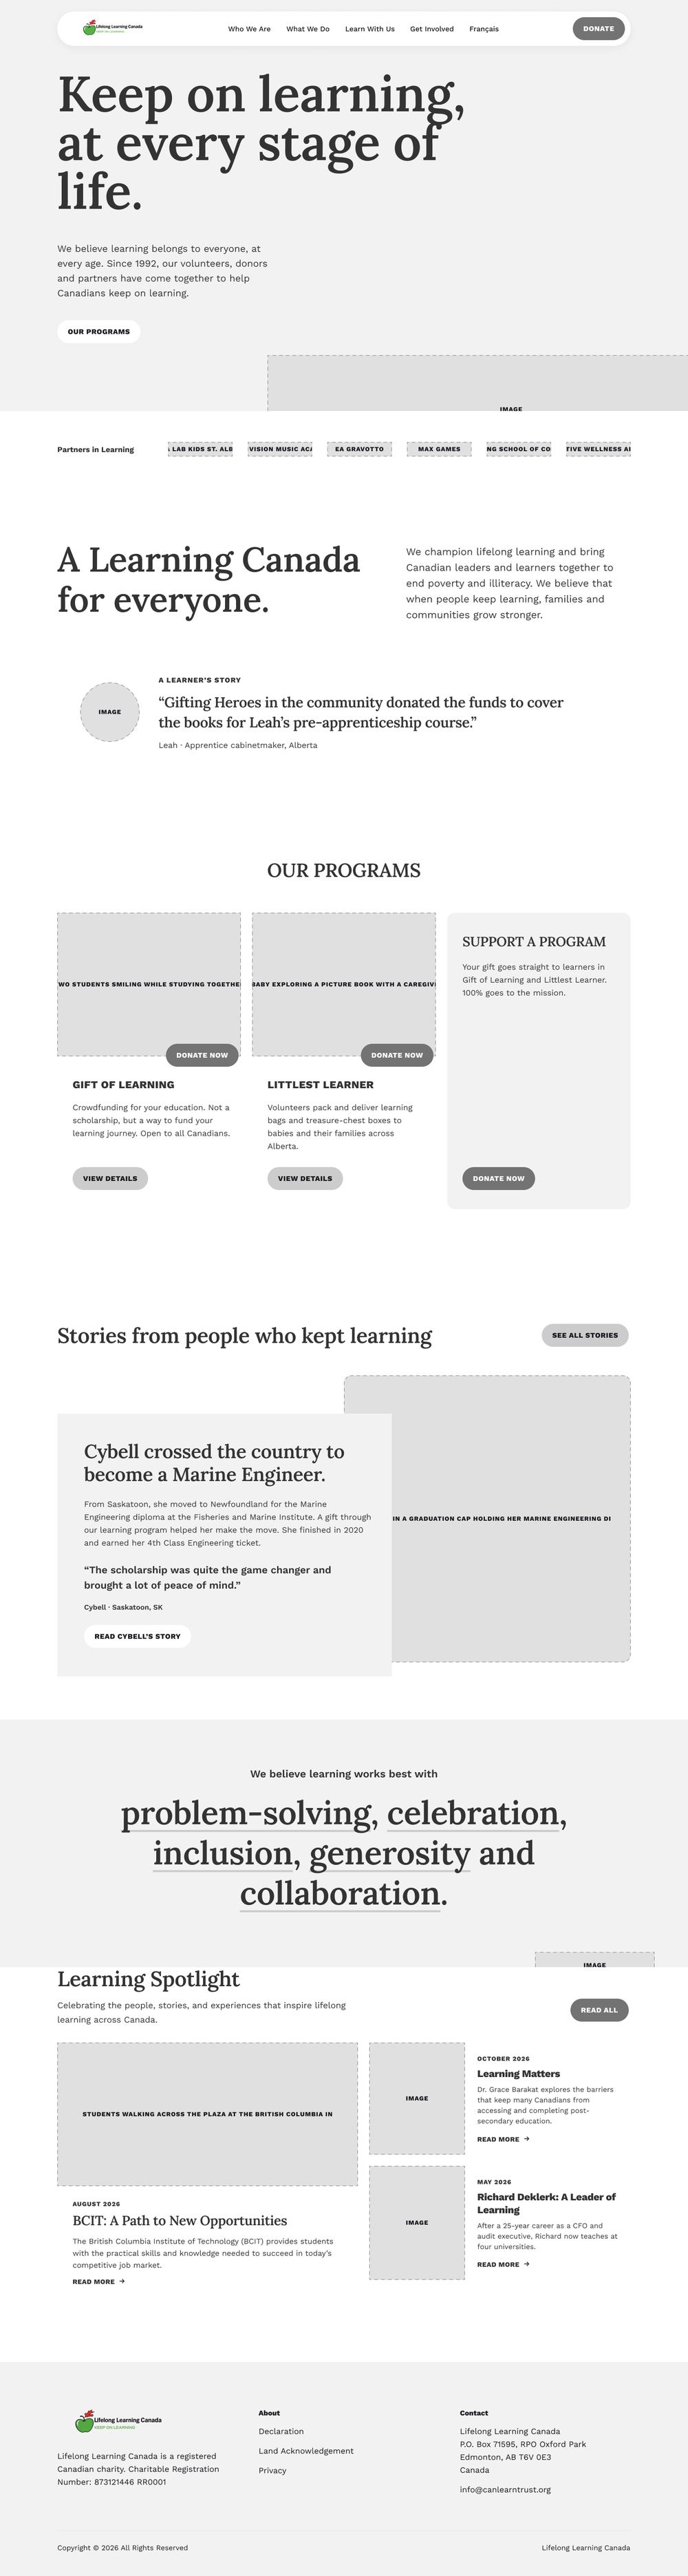 Lifelong Learning Canada
KEEP ON LEARNING
Who We Are
What We Do
Learn With Us
Get Involved
Français
DONATE
Keep on learning,
at every stage of
life.
We believe learning belongs to everyone, at
every age. Since 1992, our volunteers, donors
and partners have come together to help
Canadians keep on learning.
OUR PROGRAMS
IMAGE
Partners in Learning
LAB KIDS ST. ALB
VISION MUSIC ACA
EA GRAVOTTO
MAX GAMES
NG SCHOOL OF CO
TIVE WELLNESS AI
A Learning Canada
for everyone.
We champion lifelong learning and bring
Canadian leaders and learners together to
end poverty and illiteracy. We believe that
when people keep learning, families and
communities grow stronger.
IMAGE
A LEARNER’S STORY
“Gifting Heroes in the community donated the funds to cover
the books for Leah’s pre-apprenticeship course.”
Leah · Apprentice cabinetmaker, Alberta
OUR PROGRAMS
WO STUDENTS SMILING WHILE STUDYING TOGETHE
DONATE NOW
GIFT OF LEARNING
Crowdfunding for your education. Not a
scholarship, but a way to fund your
learning journey. Open to all Canadians.
VIEW DETAILS
BABY EXPLORING A PICTURE BOOK WITH A CAREGIV
DONATE NOW
LITTLEST LEARNER
Volunteers pack and deliver learning
bags and treasure-chest boxes to
babies and their families across
Alberta.
VIEW DETAILS
SUPPORT A PROGRAM
Your gift goes straight to learners in
Gift of Learning and Littlest Learner.
100% goes to the mission.
DONATE NOW
Stories from people who kept learning
SEE ALL STORIES
Cybell crossed the country to
become a Marine Engineer.
From Saskatoon, she moved to Newfoundland for the Marine
Engineering diploma at the Fisheries and Marine Institute. A gift through
our learning program helped her make the move. She finished in 2020
and earned her 4th Class Engineering ticket.
“The scholarship was quite the game changer and
brought a lot of peace of mind.”
Cybell · Saskatoon, SK
READ CYBELL’S STORY
IN A GRADUATION CAP HOLDING HER MARINE ENGINEERING DI
We believe learning works best with
problem-solving, celebration,
inclusion, generosity and
collaboration.
IMAGE
Learning Spotlight
Celebrating the people, stories, and experiences that inspire lifelong
learning across Canada.
READ ALL
STUDENTS WALKING ACROSS THE PLAZA AT THE BRITISH COLUMBIA IN
AUGUST 2026
BCIT: A Path to New Opportunities
The British Columbia Institute of Technology (BCIT) provides students
with the practical skills and knowledge needed to succeed in today’s
competitive job market.
READ MORE →
IMAGE
OCTOBER 2026
Learning Matters
Dr. Grace Barakat explores the barriers
that keep many Canadians from
accessing and completing post-
secondary education.
READ MORE →
IMAGE
MAY 2026
Richard Deklerk: A Leader of
Learning
After a 25-year career as a CFO and
audit executive, Richard now teaches at
four universities.
READ MORE →
Lifelong Learning Canada
KEEP ON LEARNING
Lifelong Learning Canada is a registered
Canadian charity. Charitable Registration
Number: 873121446 RR0001
About
Declaration
Land Acknowledgement
Privacy
Contact
Lifelong Learning Canada
P.O. Box 71595, RPO Oxford Park
Edmonton, AB T6V 0E3
Canada
info@canlearntrust.org
Copyright © 2026 All Rights Reserved
Lifelong Learning Canada